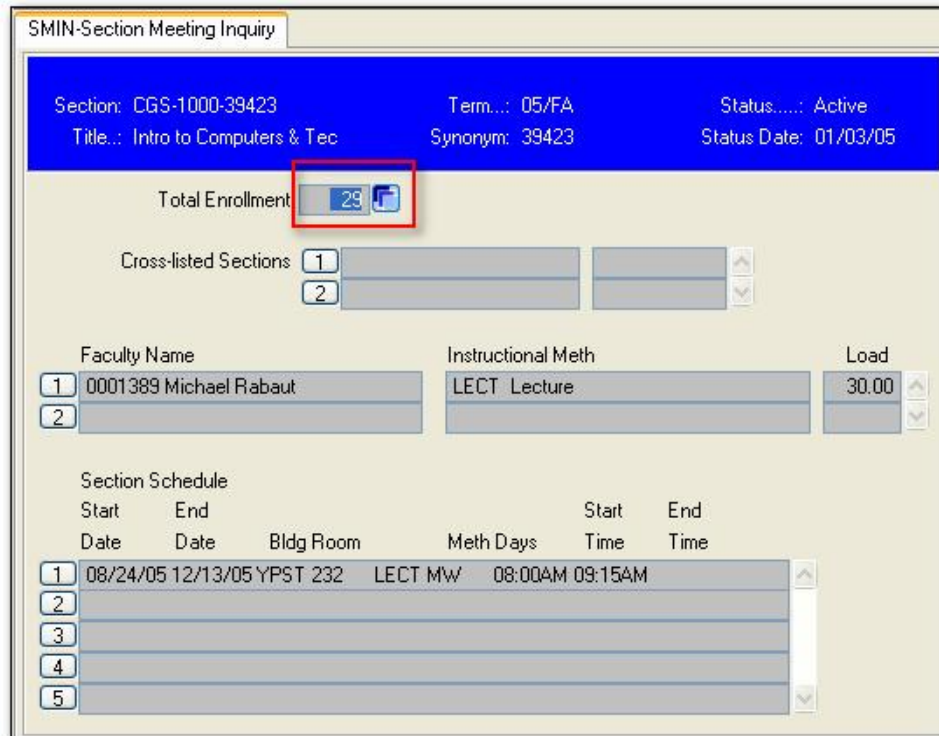 SMIN-Section Meeting Inquiry
Section: CGS-1000-39423 Term...: 05/FA Status.....: Active
Title..: Intro to Computers & Tec Synonym: 39423 Status Date: 01/03/05
Total Enrollment 29
Cross-listed Sections 1
2
Faculty Name Instructional Meth Load
1 0001389 Michael Rabaut LECT Lecture 30.00
2
Section Schedule
Start End Start End
Date Date Bldg Room Meth Days Time Time
1 08/24/05 12/13/05 YPST 232 LECT MW 08:00AM 09:15AM
2
3
4
5